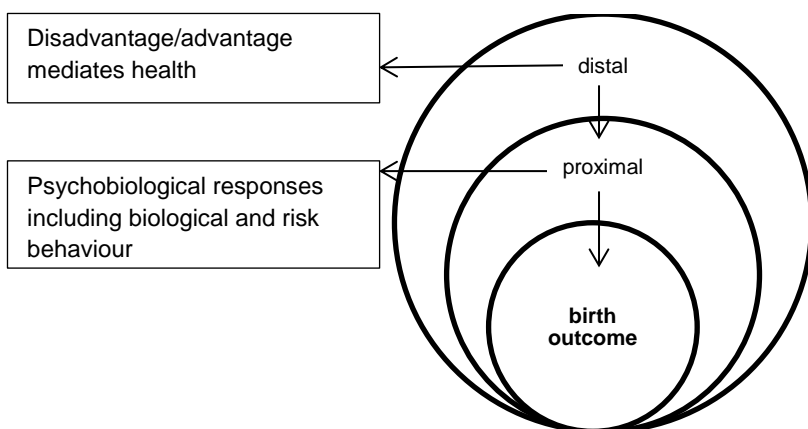 Disadvantage/advantage
mediates health
distal
proximal
Psychobiological responses
including biological and risk
behaviour
birth
outcome